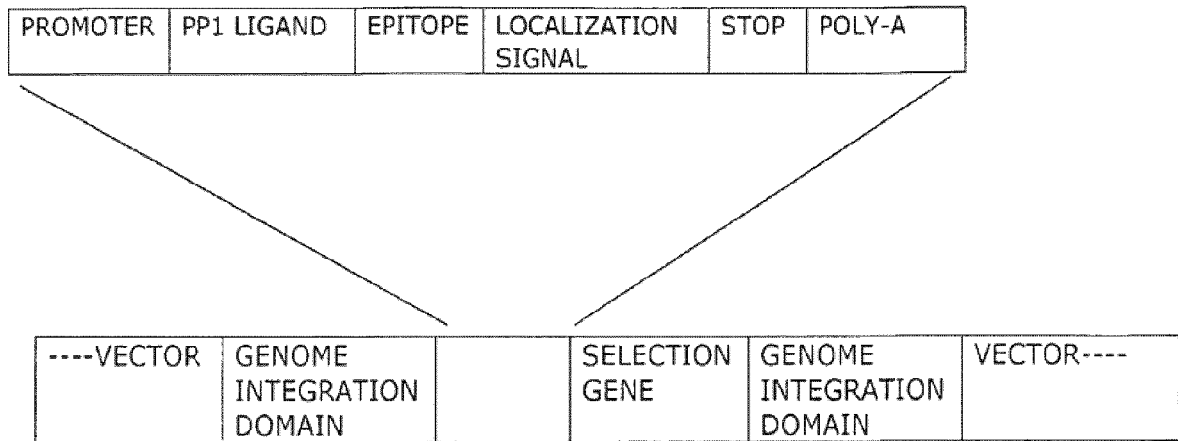 PROMOTER PP1 LIGAND EPITOPE LOCALIZATION STOP POLY-A
SIGNAL
----VECTOR GENOME SELECTION GENOME VECTOR----
INTEGRATION GENE INTEGRATION
DOMAIN DOMAIN